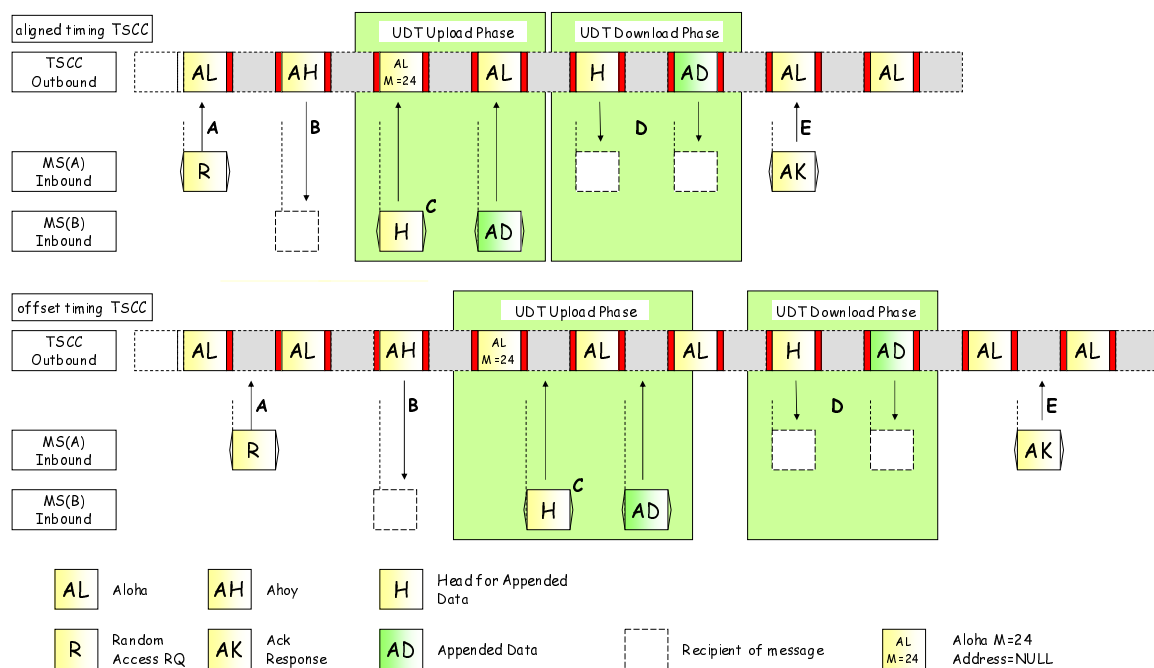 aligned timing TSCC
UDT Upload Phase
UDT Download Phase
TSCC
Outbound
AL
AH
AL
M=24
AL
H
AD
AL
AL
A
B
D
E
MS(A)
Inbound
R
AK
C
MS(B)
Inbound
H
AD
offset timing TSCC
UDT Upload Phase
UDT Download Phase
TSCC
Outbound
AL
AL
AH
AL
M=24
AL
AL
H
AD
AL
AL
A
B
D
E
MS(A)
Inbound
R
AK
C
MS(B)
Inbound
H
AD
AL
Aloha
AH
Ahoy
H
Head for Appended
Data
R
Random
Access RQ
AK
Ack
Response
AD
Appended Data
Recipient of message
AL
M=24
Aloha M=24
Address=NULL